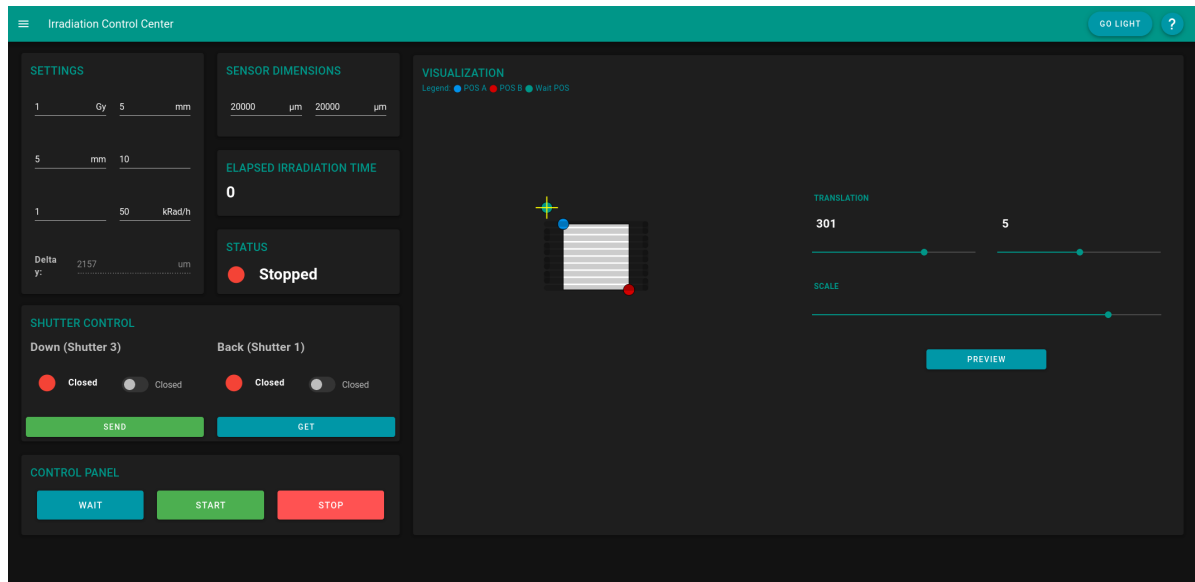 Irradiation Control Center
GO LIGHT ?
SETTINGS
1 Gy 5 mm
5 mm 10
1 50 kRad/h
Delta y: 2157 um
SENSOR DIMENSIONS
20000 μm 20000 μm
ELAPSED IRRADIATION TIME
0
STATUS
Stopped
SHUTTER CONTROL
Down (Shutter 3) Back (Shutter 1)
Closed Closed Closed Closed
SEND GET
CONTROL PANEL
WAIT START STOP
VISUALIZATION
Legend: POS A POS B Wait POS
TRANSLATION
301 5
SCALE
PREVIEW